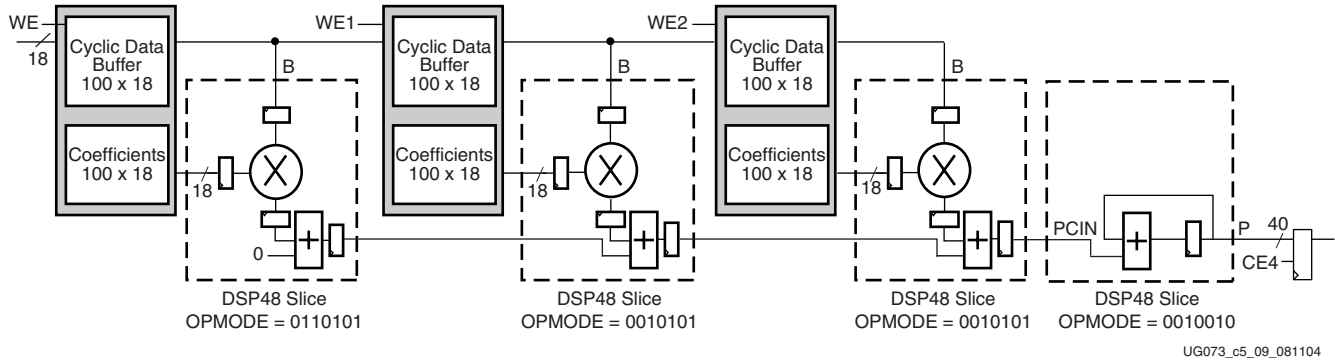 WE
18
Cyclic Data
Buffer
100 x 18
Coefficients
100 x 18
18
B
0
DSP48 Slice
OPMODE = 0110101
WE1
Cyclic Data
Buffer
100 x 18
Coefficients
100 x 18
18
B
DSP48 Slice
OPMODE = 0010101
WE2
Cyclic Data
Buffer
100 x 18
Coefficients
100 x 18
18
B
DSP48 Slice
OPMODE = 0010101
PCIN
P
40
CE4
DSP48 Slice
OPMODE = 0010010
UG073_c5_09_081104